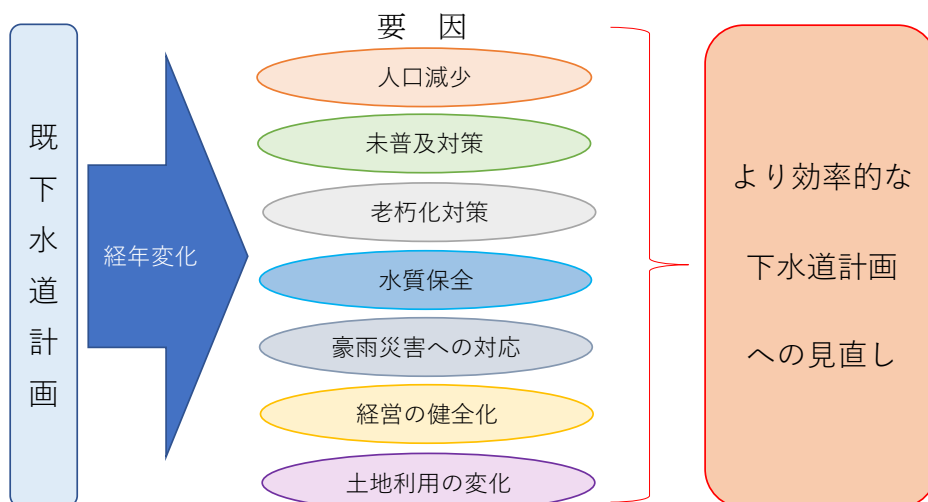 既下水道計画
経年変化
要　因
人口減少
未普及対策
老朽化対策
水質保全
豪雨災害への対応
経営の健全化
土地利用の変化
より効率的な
下水道計画
への見直し